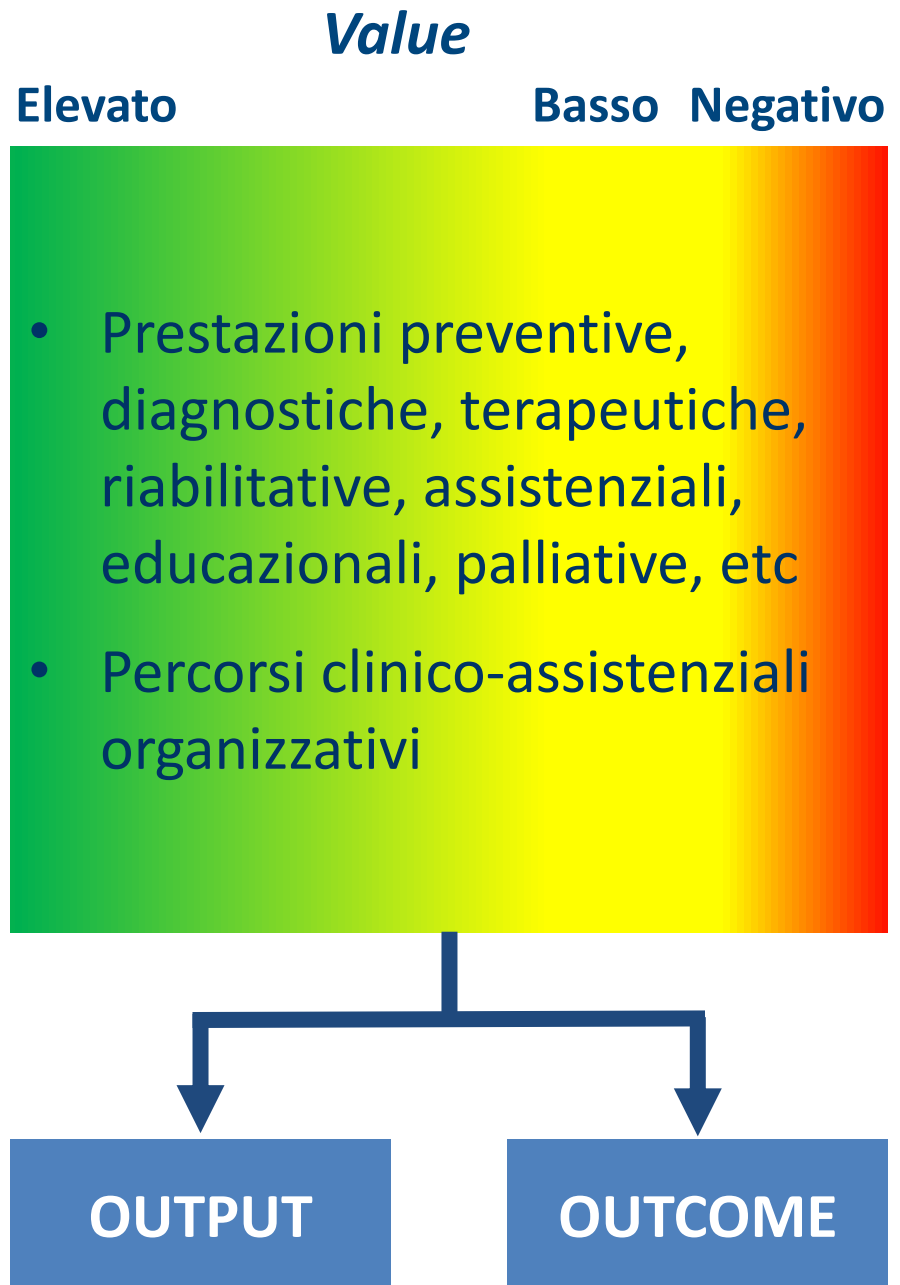 Value
Elevato Basso Negativo
• Prestazioni preventive,
diagnostiche, terapeutiche,
riabilitative, assistenziali,
educazionali, palliative, etc
• Percorsi clinico-assistenziali
organizzativi
OUTPUT OUTCOME